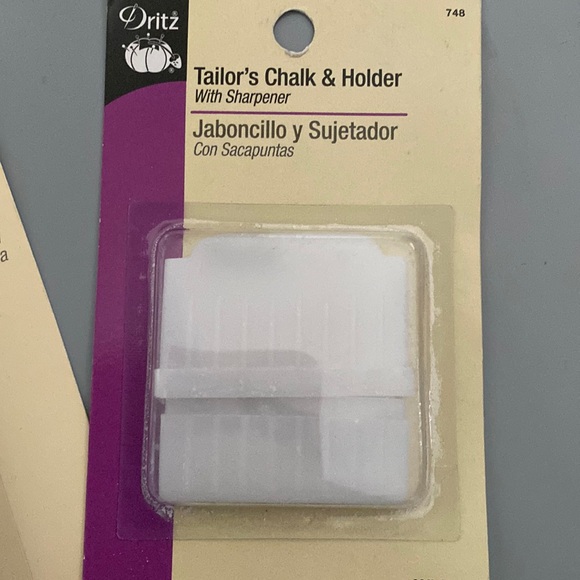 Dritz®
748
Tailor's Chalk & Holder
With Sharpener
Jaboncillo y Sujetador
Con Sacapuntas
a